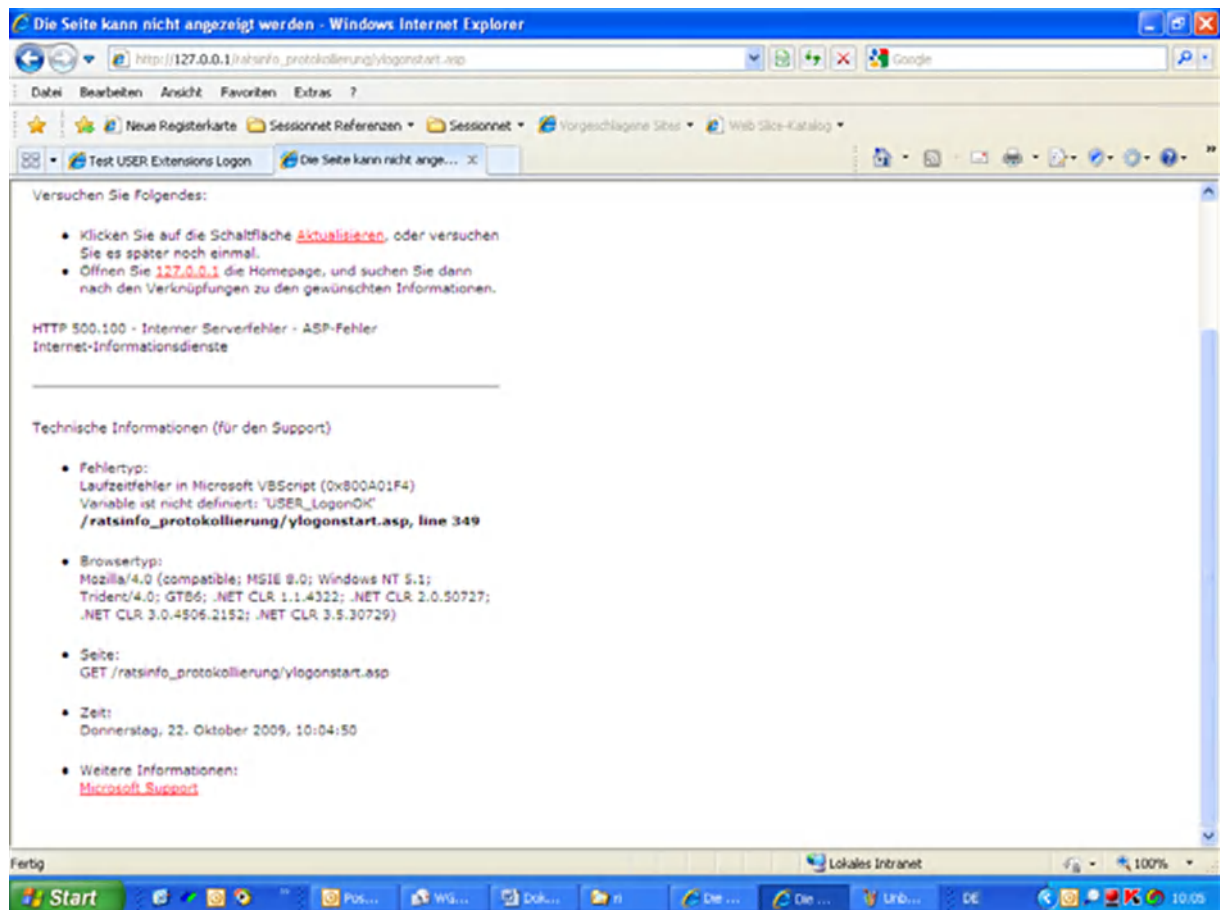 Die Seite kann nicht angezeigt werden - Windows Internet Explorer
http://127.0.0.1/ratsinfo_protokollierung/ylogonstart.asp
Google
Datei Bearbeiten Ansicht Favoriten Extras ?
Neue Registerkarte Sessionnet Referenzen Sessionnet Vorgeschlagene Sites Web Slice-Katalog
Test USER Extensions Logon Die Seite kann nicht ange... X
Versuchen Sie Folgendes:
• Klicken Sie auf die Schaltfläche Aktualisieren, oder versuchen
Sie es später noch einmal.
• Öffnen Sie 127.0.0.1 die Homepage, und suchen Sie dann
nach den Verknüpfungen zu den gewünschten Informationen.
HTTP 500.100 - Interner Serverfehler - ASP-Fehler
Internet-Informationsdienste
Technische Informationen (für den Support)
• Fehlertyp:
Laufzeitfehler in Microsoft VBScript (0x800A01F4)
Variable ist nicht definiert: 'USER_LogonOK'
/ratsinfo_protokollierung/ylogonstart.asp, line 349
• Browsertyp:
Mozilla/4.0 (compatible; MSIE 8.0; Windows NT 5.1;
Trident/4.0; GTB6; .NET CLR 1.1.4322; .NET CLR 2.0.50727;
.NET CLR 3.0.4506.2152; .NET CLR 3.5.30729)
• Seite:
GET /ratsinfo_protokollierung/ylogonstart.asp
• Zeit:
Donnerstag, 22. Oktober 2009, 10:04:50
• Weitere Informationen:
Microsoft Support
Fertig Lokales Intranet 100%
Start Pos... WG... Dok... ri Die ... Die ... Unb... DE 10:05